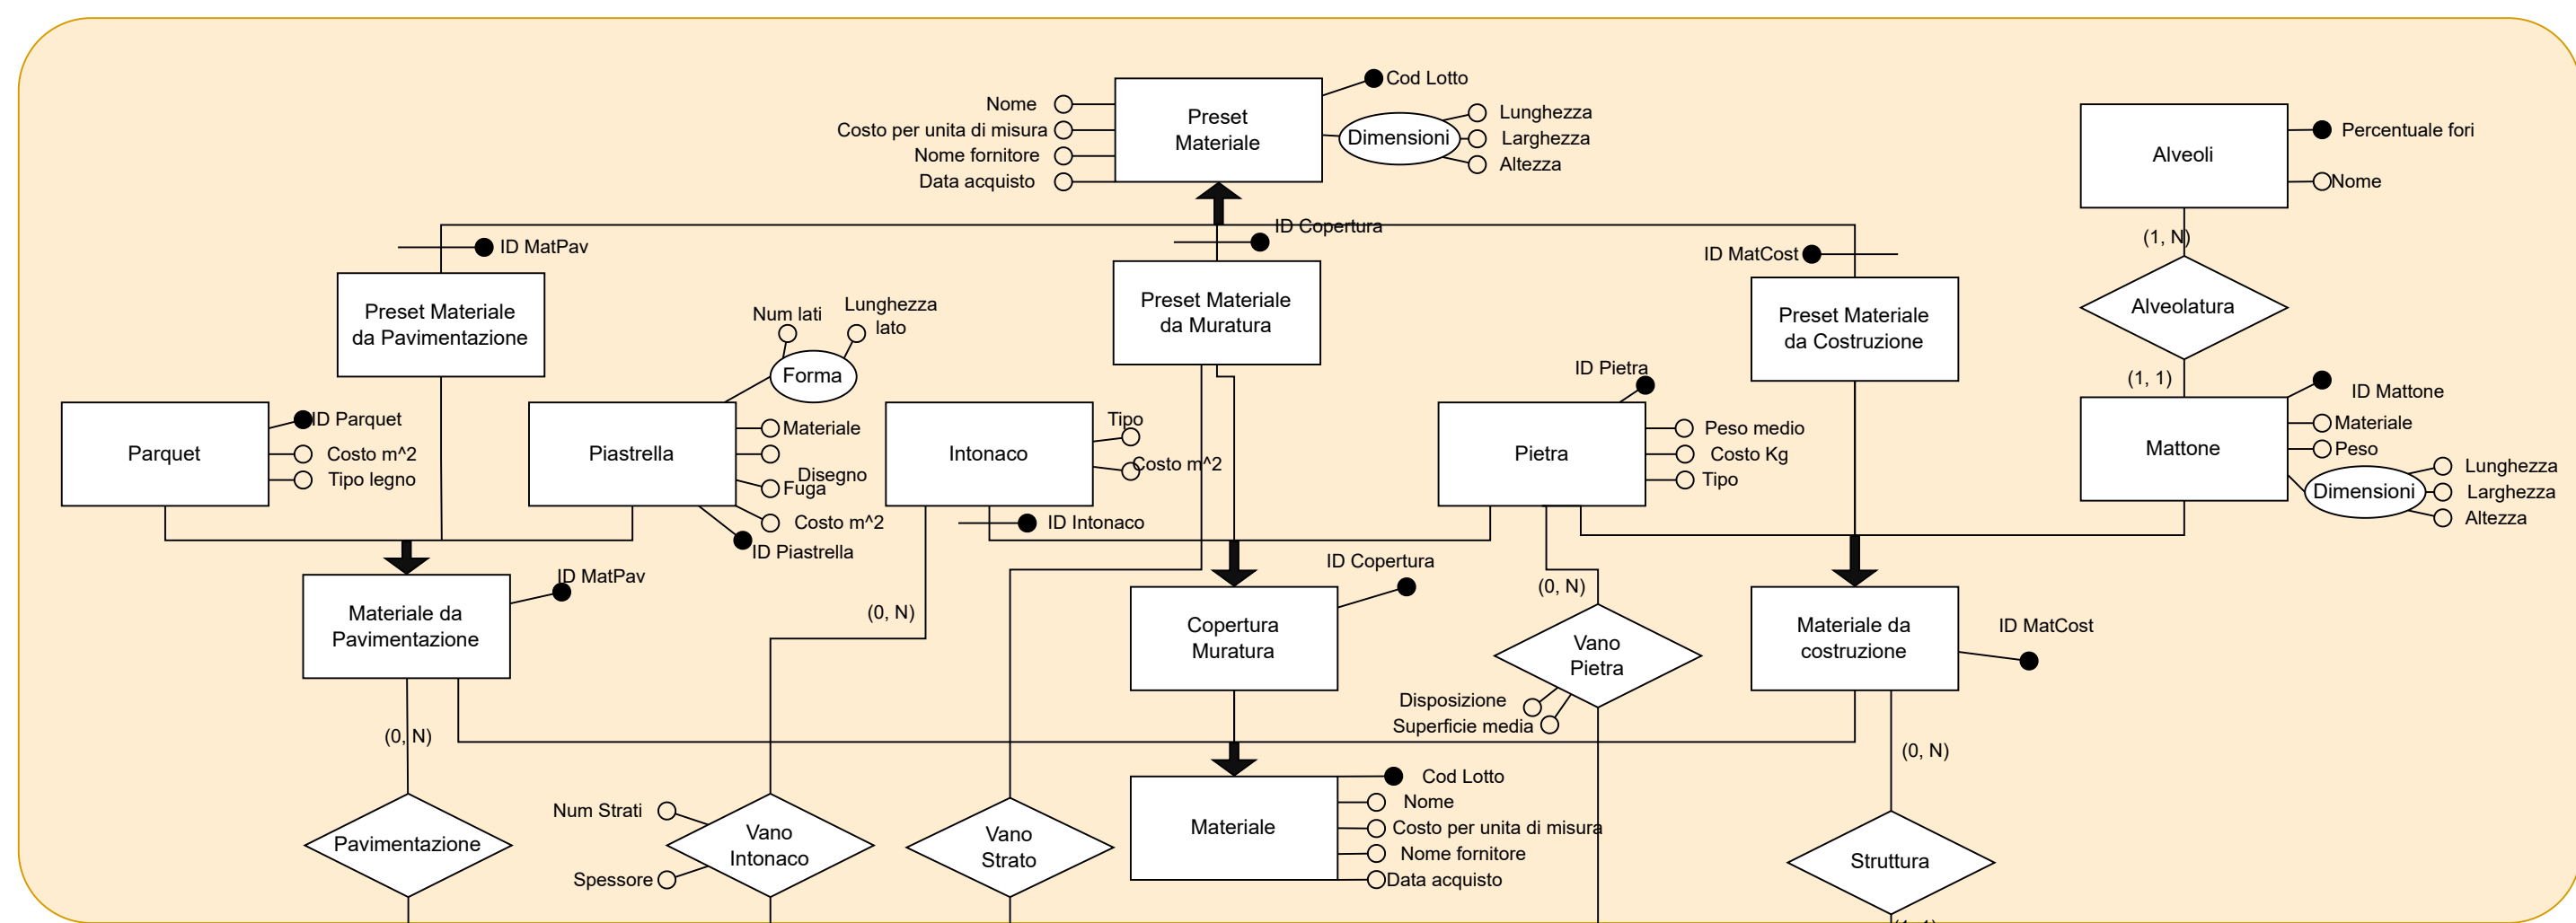 Cod Lotto
Nome
Preset
Materiale
Lunghezza
Costo per unita di misura
Dimensioni
Larghezza
Percentuale fori
Nome fornitore
Altezza
Alveoli
Data acquisto
Nome
ID Copertura
(1, N)
ID MatPav
ID MatCost
Preset Materiale
da Pavimentazione
Num lati
Lunghezza
lato
Preset Materiale
da Muratura
Preset Materiale
da Costruzione
Alveolatura
Forma
ID Pietra
(1, 1)
ID Mattone
ID Parquet
Tipo
Materiale
Peso medio
Materiale
Parquet
Costo m^2
Piastrella
Intonaco
Costo m^2
Pietra
Costo Kg
Mattone
Peso
Tipo legno
Disegno
Fuga
Tipo
Lunghezza
Dimensioni
Larghezza
Altezza
Costo m^2
ID Intonaco
ID Piastrella
ID Copertura
ID MatPav
(0, N)
(0, N)
Materiale da
Pavimentazione
Copertura
Muratura
Vano
Pietra
Materiale da
costruzione
ID MatCost
Disposizione
Superficie media
(0, N)
(0, N)
Cod Lotto
Num Strati
Nome
Pavimentazione
Vano
Intonaco
Vano
Strato
Materiale
Costo per unita di misura
Nome fornitore
Struttura
Spessore
Data acquisto